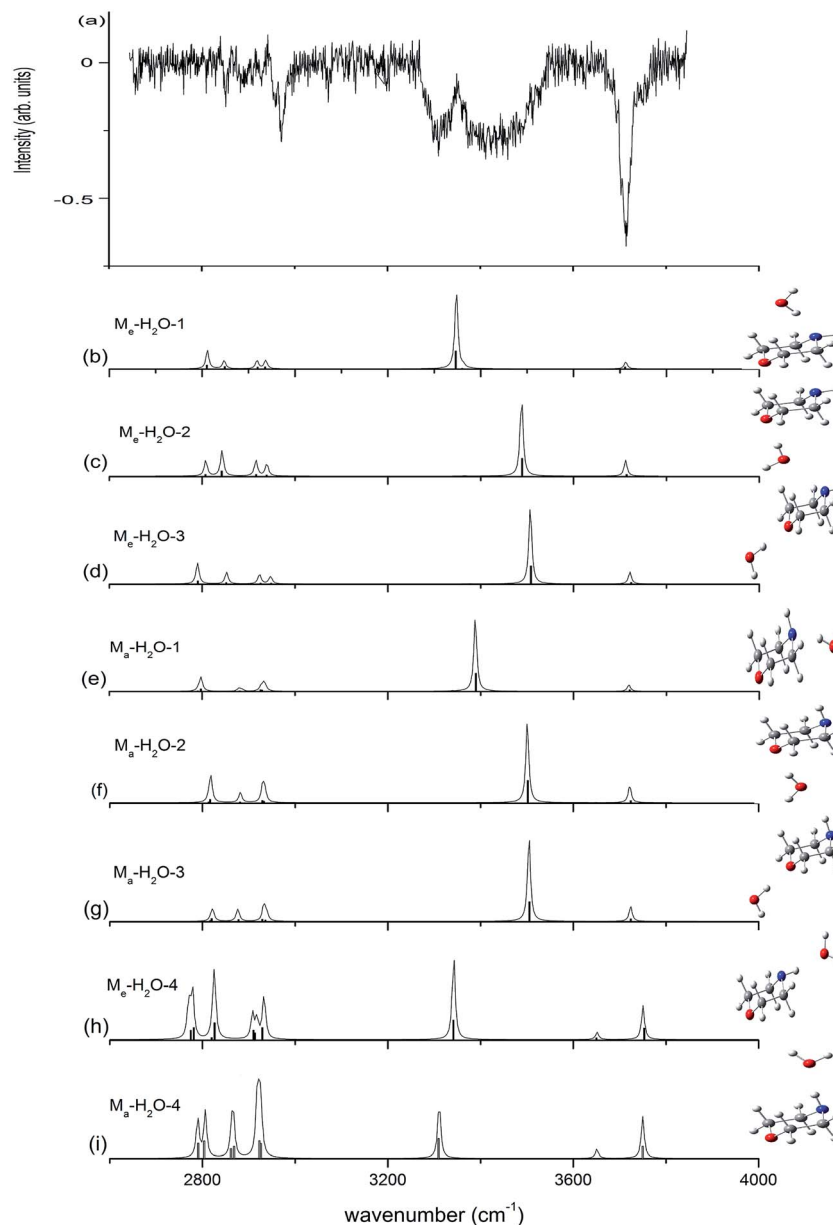 (a)
0
Intensity (arb. units)
-0.5
Me-H2O-1
(b)
Me-H2O-2
(c)
Me-H2O-3
(d)
Ma-H2O-1
(e)
Ma-H2O-2
(f)
Ma-H2O-3
(g)
Me-H2O-4
(h)
Ma-H2O-4
(i)
2800 3200 3600 4000
wavenumber (cm-1)